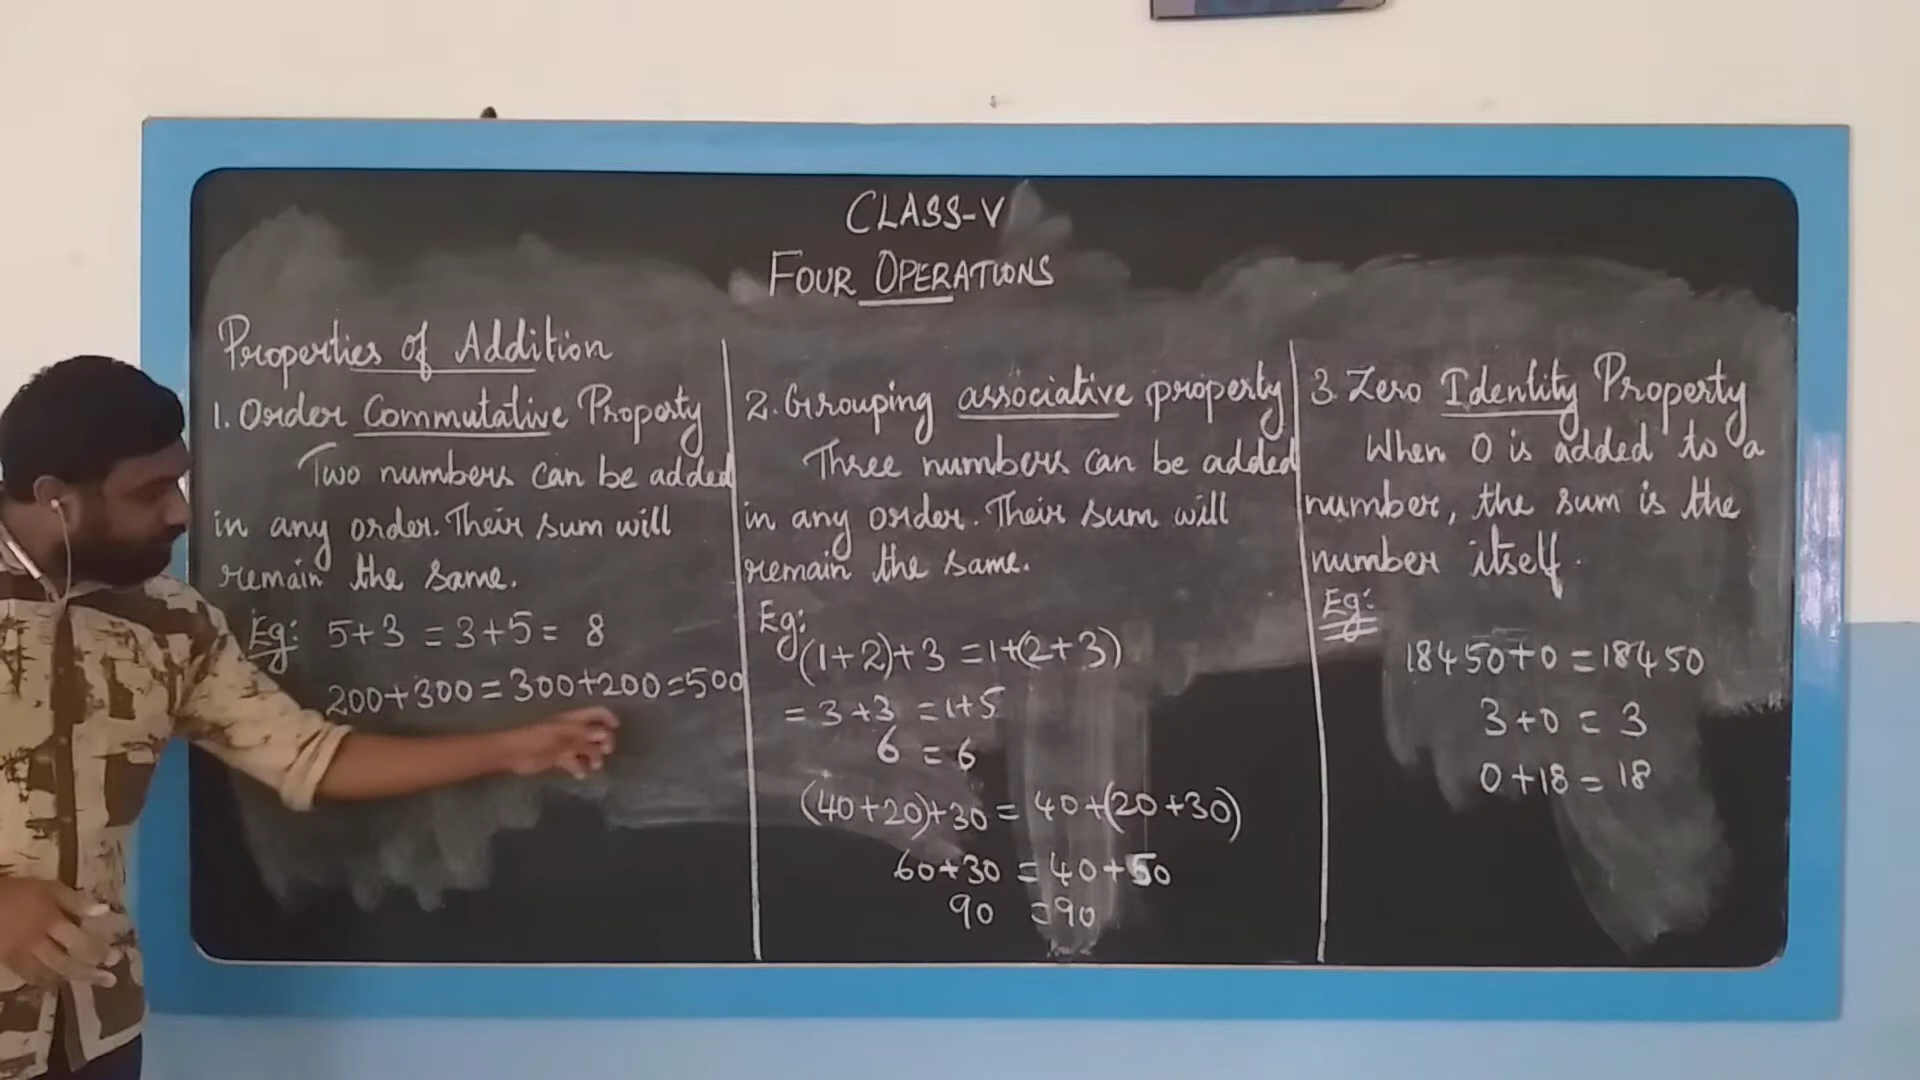 CLASS-V
FOUR OPERATIONS
Properties of Addition
1. Order Commutative Property
Two numbers can be added
in any order. Their sum will
remain the same.
Eg: 5+3 = 3+5 = 8
200+300 = 300+200 = 500
2. Grouping associative property
Three numbers can be added
in any order. Their sum will
remain the same.
Eg:
(1+2)+3 = 1+(2+3)
= 3+3 = 1+5
6 = 6
(40+20)+30 = 40+(20+30)
60+30 = 40+50
90 = 90
3. Zero Identity Property
When 0 is added to a
number, the sum is the
number itself.
Eg:
18450+0 = 18450
3+0 = 3
0+18 = 18